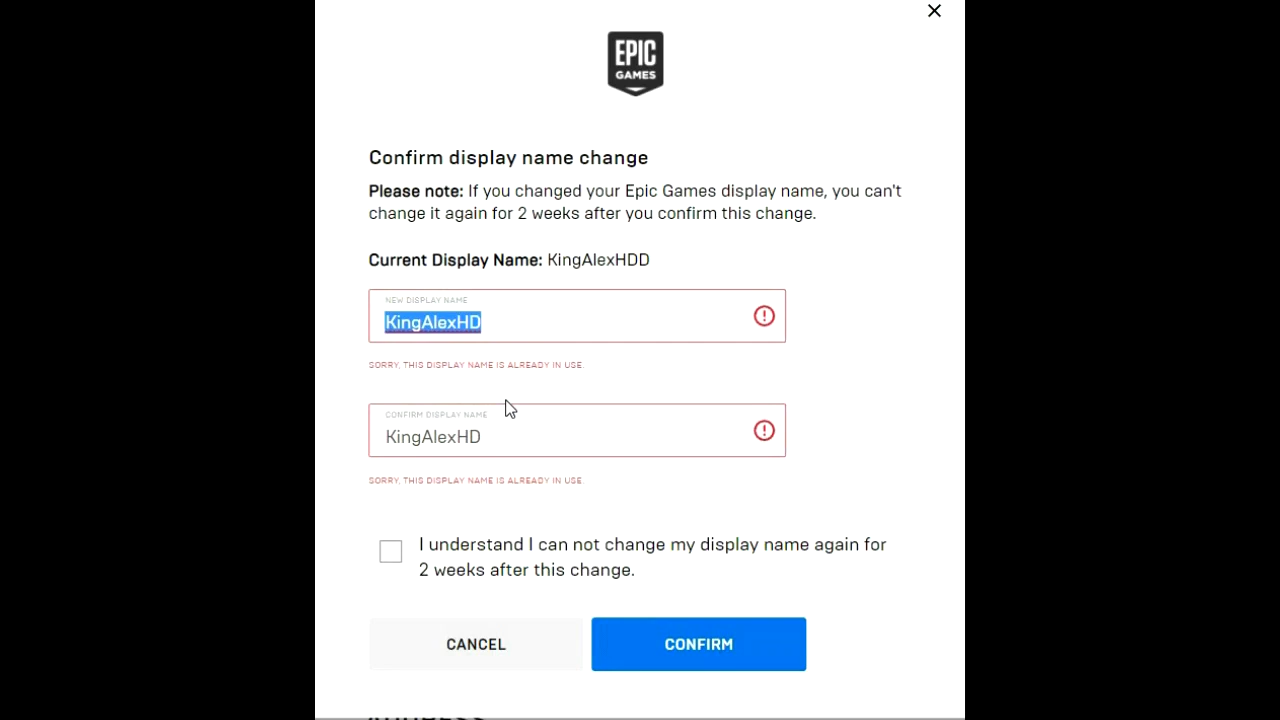 EPIC
GAMES
Confirm display name change
Please note: If you changed your Epic Games display name, you can't
change it again for 2 weeks after you confirm this change.
Current Display Name: KingAlexHDD
NEW DISPLAY NAME
KingAlexHD
SORRY, THIS DISPLAY NAME IS ALREADY IN USE.
CONFIRM DISPLAY NAME
KingAlexHD
SORRY, THIS DISPLAY NAME IS ALREADY IN USE.
I understand I can not change my display name again for
2 weeks after this change.
CANCEL CONFIRM